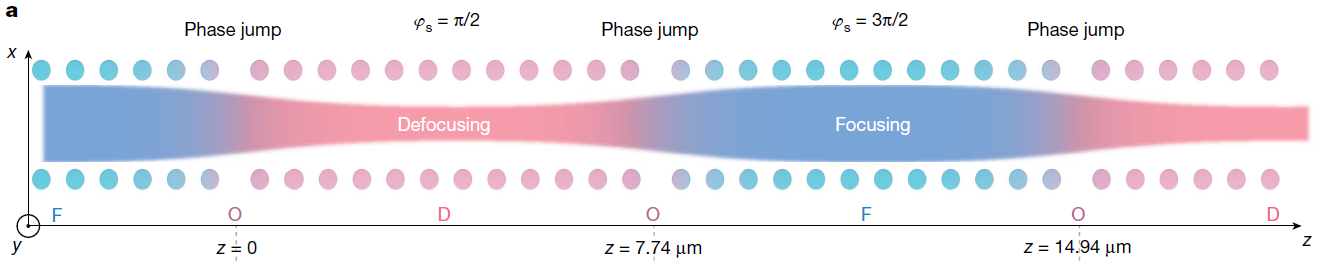 a
Phase jump φs = π/2 Phase jump φs = 3π/2 Phase jump
x
Defocusing Focusing
F O D O F O D
y z = 0 z = 7.74 μm z = 14.94 μm z